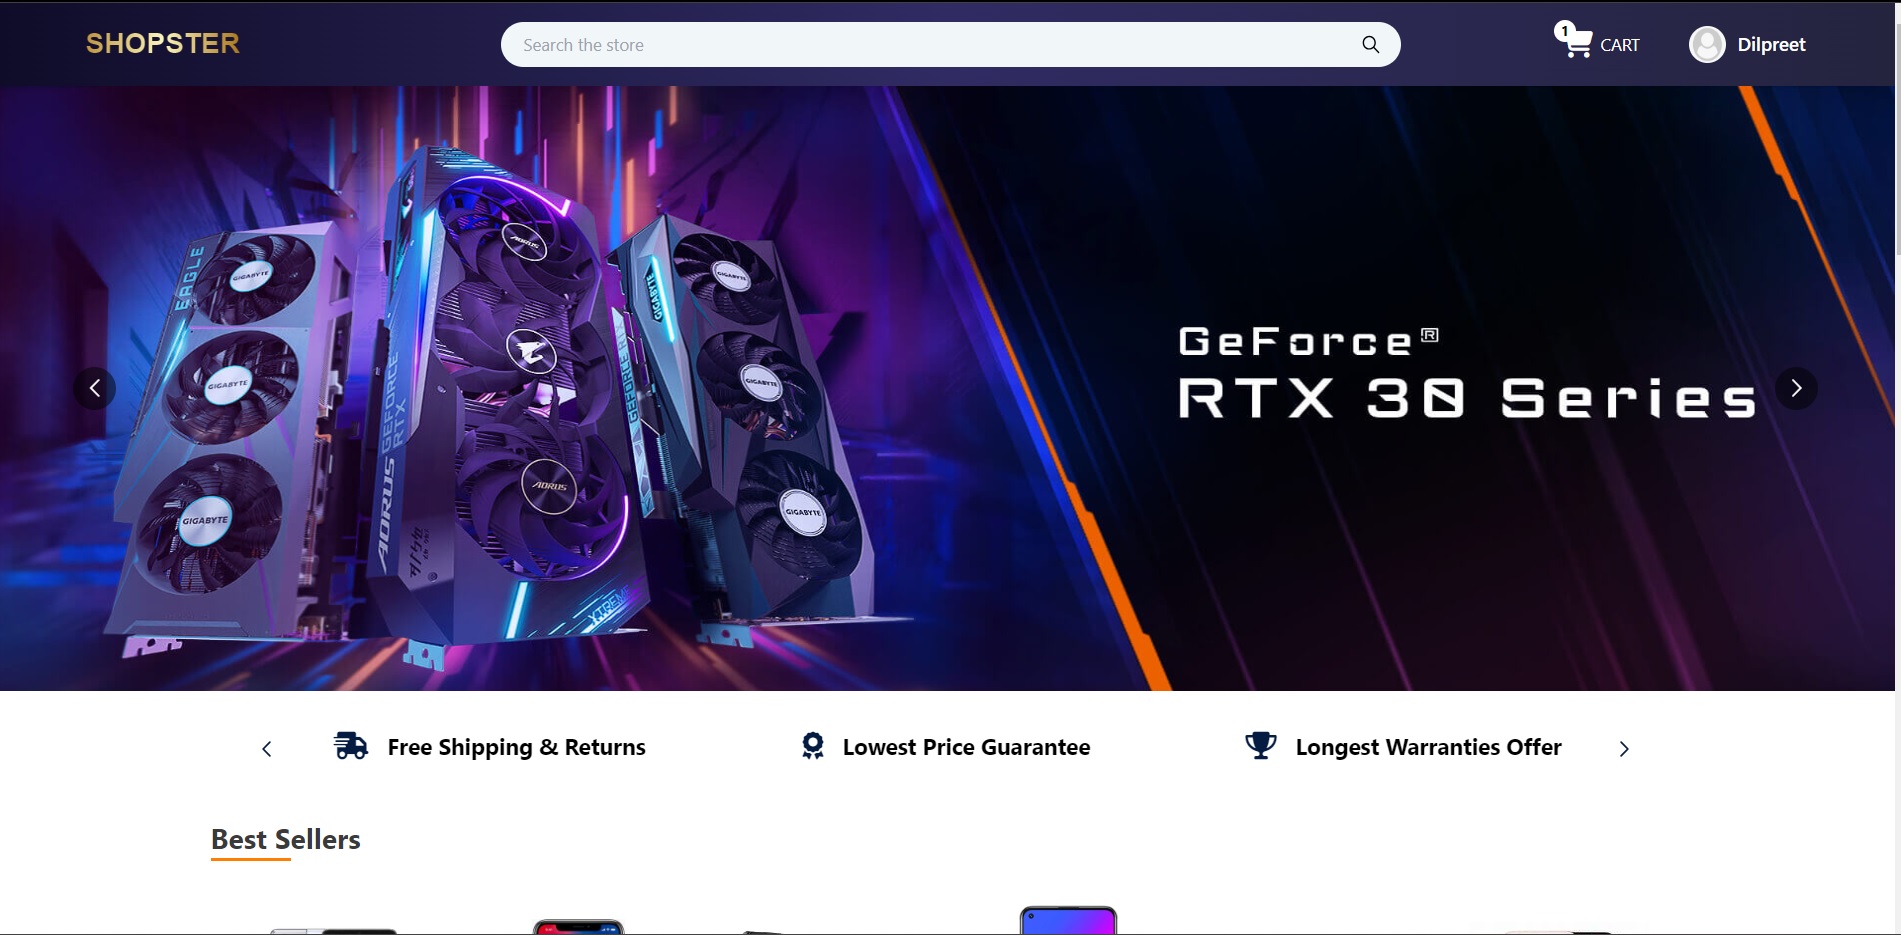 SHOPSTER
Search the store
1
CART
Dilpreet
EAGLE
GIGABYTE
GIGABYTE
GIGABYTE
AORUS GEFORCE RTX
AORUS
AORUS
XTREME
GEFORCE RTX
GIGABYTE
GIGABYTE
GIGABYTE
GIGABYTE
GeForce®
RTX 30 Series
Free Shipping & Returns
Lowest Price Guarantee
Longest Warranties Offer
Best Sellers